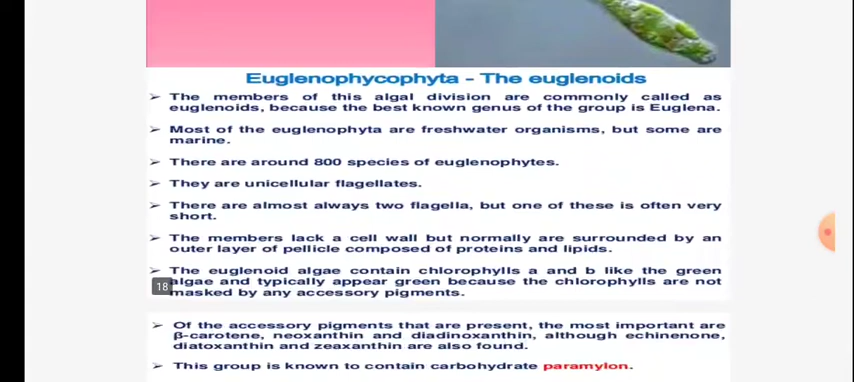 Euglenophycophyta - The euglenoids
➢ The members of this algal division are commonly called as
euglenoids, because the best known genus of the group is Euglena.
➢ Most of the euglenophyta are freshwater organisms, but some are
marine.
➢ There are around 800 species of euglenophytes.
➢ They are unicellular flagellates.
➢ There are almost always two flagella, but one of these is often very
short.
➢ The members lack a cell wall but normally are surrounded by an
outer layer of pellicle composed of proteins and lipids.
➢ The euglenoid algae contain chlorophylls a and b like the green
algae and typically appear green because the chlorophylls are not
masked by any accessory pigments.
18
➢ Of the accessory pigments that are present, the most important are
β-carotene, neoxanthin and diadinoxanthin, although echinenone,
diatoxanthin and zeaxanthin are also found.
➢ This group is known to contain carbohydrate paramylon.